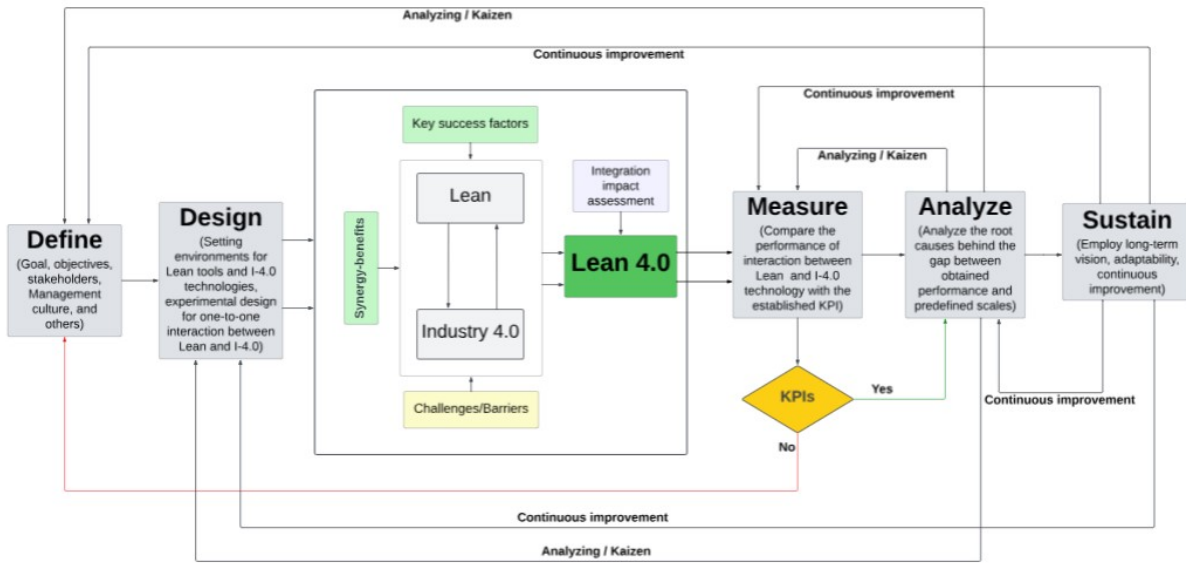 Analyzing / Kaizen
Continuous improvement
Continuous improvement
Analyzing / Kaizen
Define
(Goal, objectives,
stakeholders,
Management
culture, and
others)
Design
(Setting
environments for
Lean tools and I-4.0
technologies,
experimental design
for one-to-one
interaction between
Lean and I-4.0)
Synergy-benefits
Key success factors
Lean
Industry 4.0
Challenges/Barriers
Integration
impact
assessment
Lean 4.0
Measure
(Compare the
performance of
interaction between
Lean and I-4.0
technology with the
established KPI)
KPIs
Yes
No
Analyze
(Analyze the root
causes behind the
gap between
obtained
performance and
predefined scales)
Sustain
(Employ long-term
vision, adaptability,
continuous
improvement)
Continuous improvement
Continuous improvement
Analyzing / Kaizen